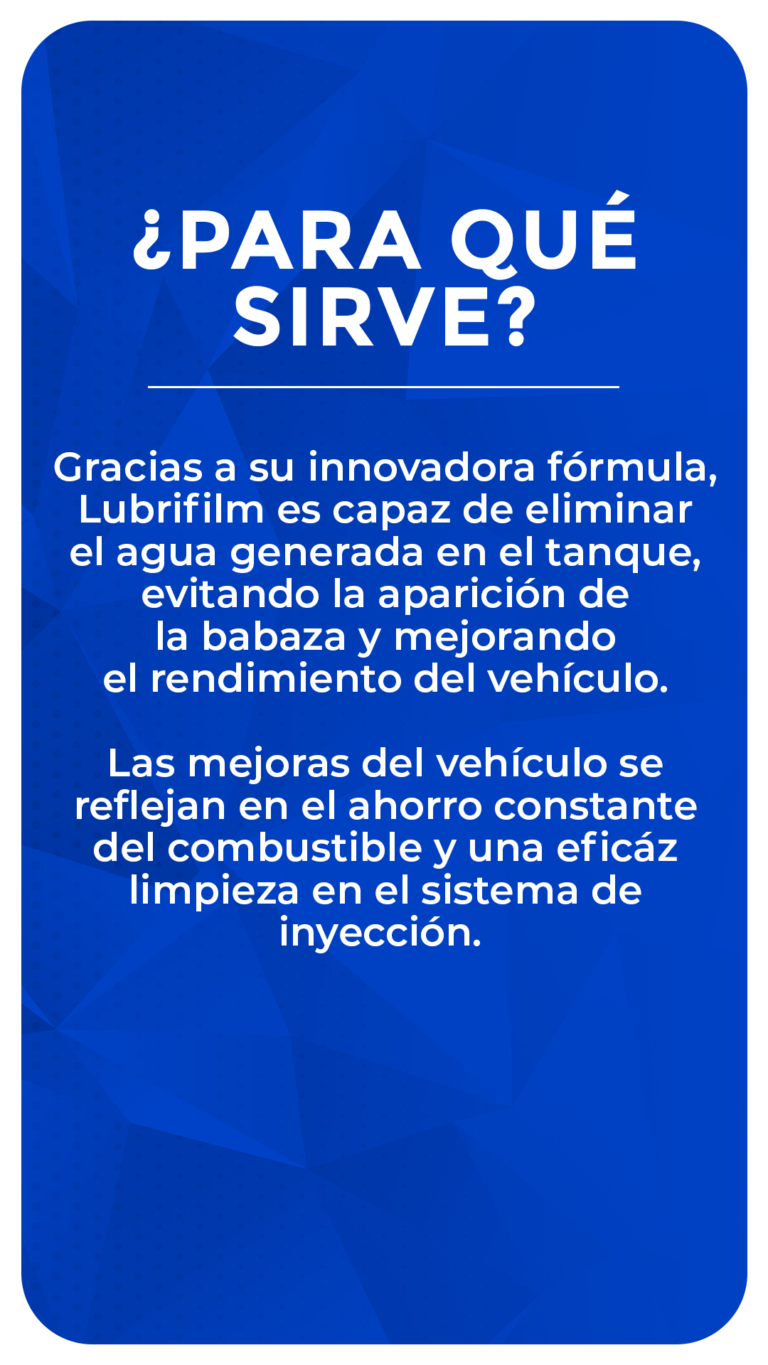 ¿PARA QUÉ
SIRVE?
Gracias a su innovadora fórmula,
Lubrifilm es capaz de eliminar
el agua generada en el tanque,
evitando la aparición de
la babaza y mejorando
el rendimiento del vehículo.
Las mejoras del vehículo se
reflejan en el ahorro constante
del combustible y una eficáz
limpieza en el sistema de
inyección.